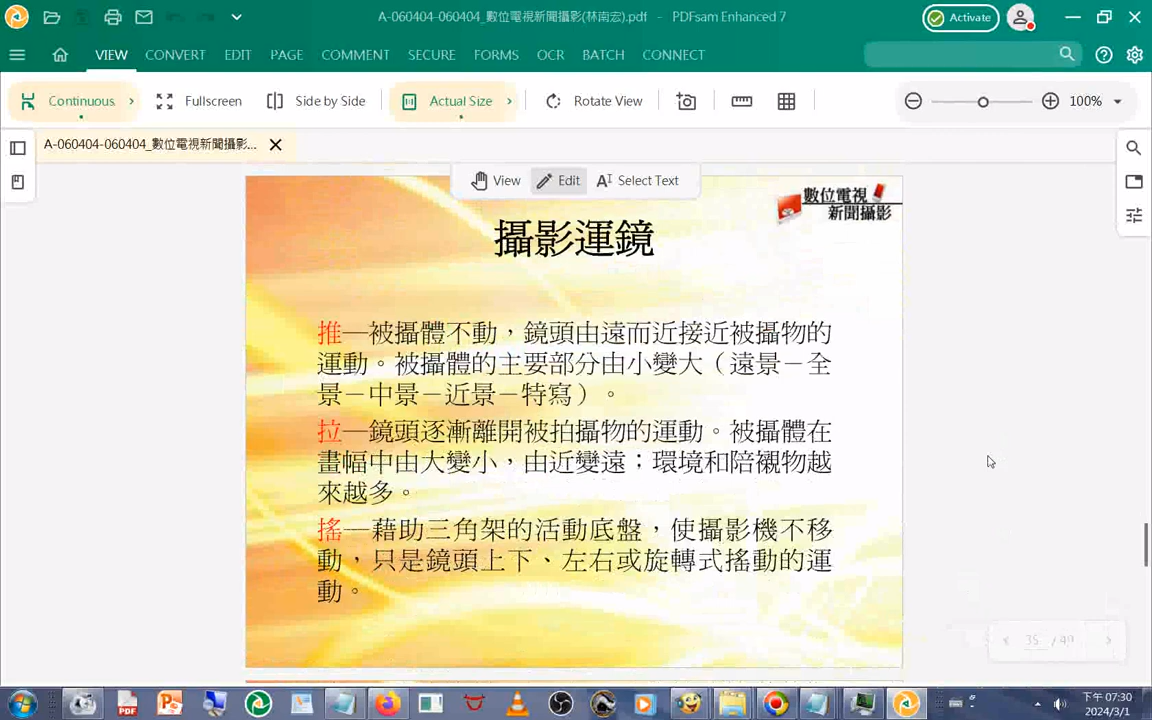 A-060404-060404_數位電視新聞攝影(林南宏).pdf - PDFsam Enhanced 7
Activate
VIEW CONVERT EDIT PAGE COMMENT SECURE FORMS OCR BATCH CONNECT
Continuous Fullscreen Side by Side Actual Size Rotate View 100%
A-060404-060404_數位電視新聞攝影...
View Edit Select Text
數位電視
新聞攝影
攝影運鏡
推—被攝體不動，鏡頭由遠而近接近被攝物的
運動。被攝體的主要部分由小變大（遠景－全
景－中景－近景－特寫）。
拉—鏡頭逐漸離開被拍攝物的運動。被攝體在
畫幅中由大變小，由近變遠；環境和陪襯物越
來越多。
搖—藉助三角架的活動底盤，使攝影機不移
動，只是鏡頭上下、左右或旋轉式搖動的運
動。
35 / 49
PDF
下午 07:30
2024/3/1